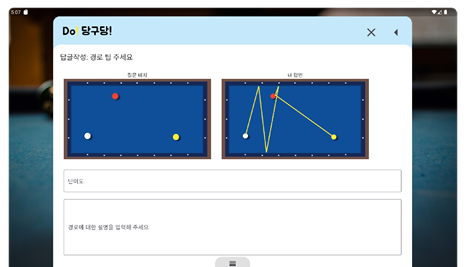 5:07
Do! 당구당!
답글작성: 경로 팁 주세요
질문 배치
내 답변
난이도
경로에 대한 설명을 입력해 주세요